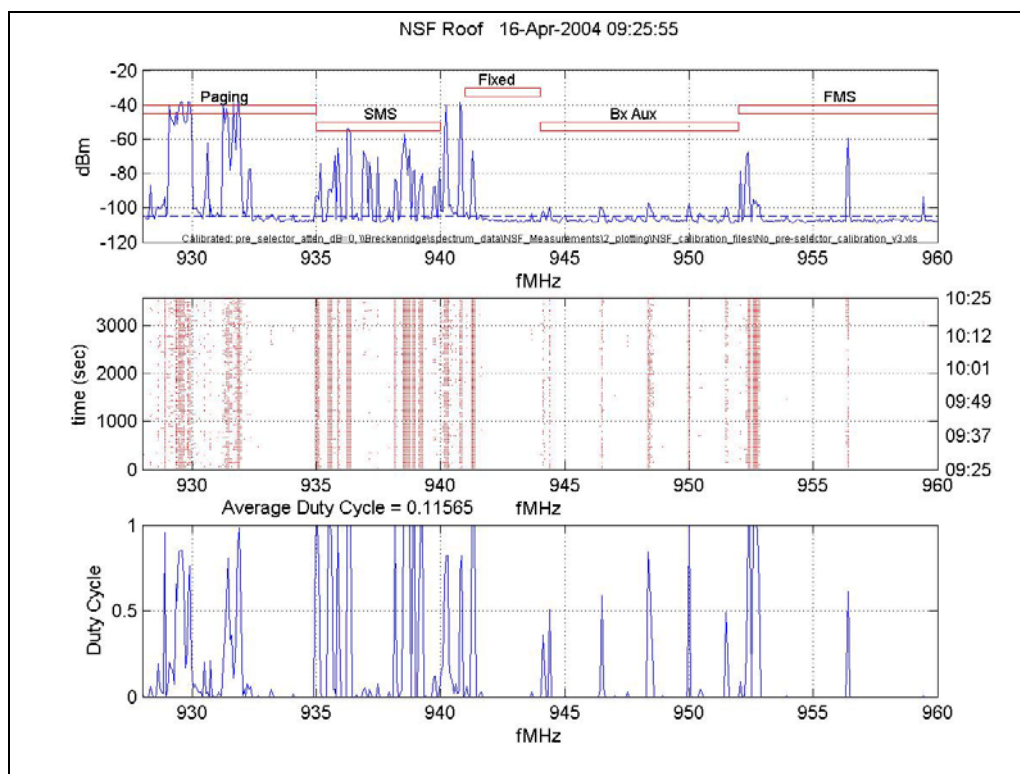 NSF Roof 16-Apr-2004 09:25:55
-20
-40
-60
-80
-100
-120
dBm
Paging
SMS
Fixed
Bx Aux
FMS
Calibrated: pre_selector_atten_dB=0, \\Breckenridge\spectrum_data\NSF_Measurements\2_plotting\NSF_calibration_files\No_pre-selector_calibration_v3.xls
930 935 940 945 950 955 960
fMHz
3000
2000
1000
0
time (sec)
10:25
10:12
10:01
09:49
09:37
09:25
930 935 940 945 950 955 960
fMHz
Average Duty Cycle = 0.11565
1
0.5
0
Duty Cycle
930 935 940 945 950 955 960
fMHz